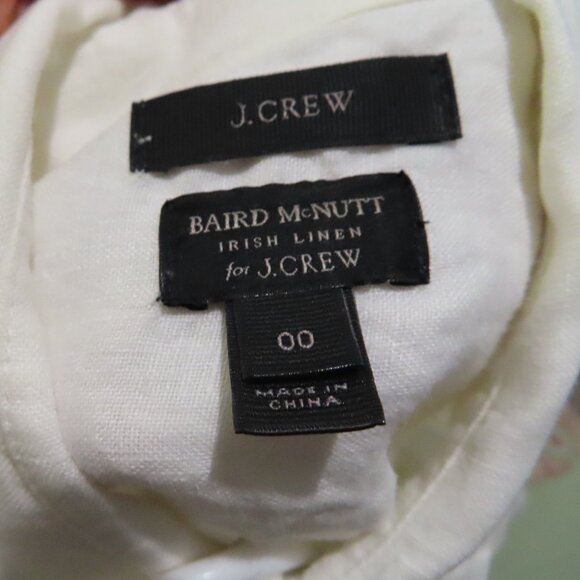 J.CREW
BAIRD McNUTT
IRISH LINEN
for J.CREW
00
MADE IN
CHINA